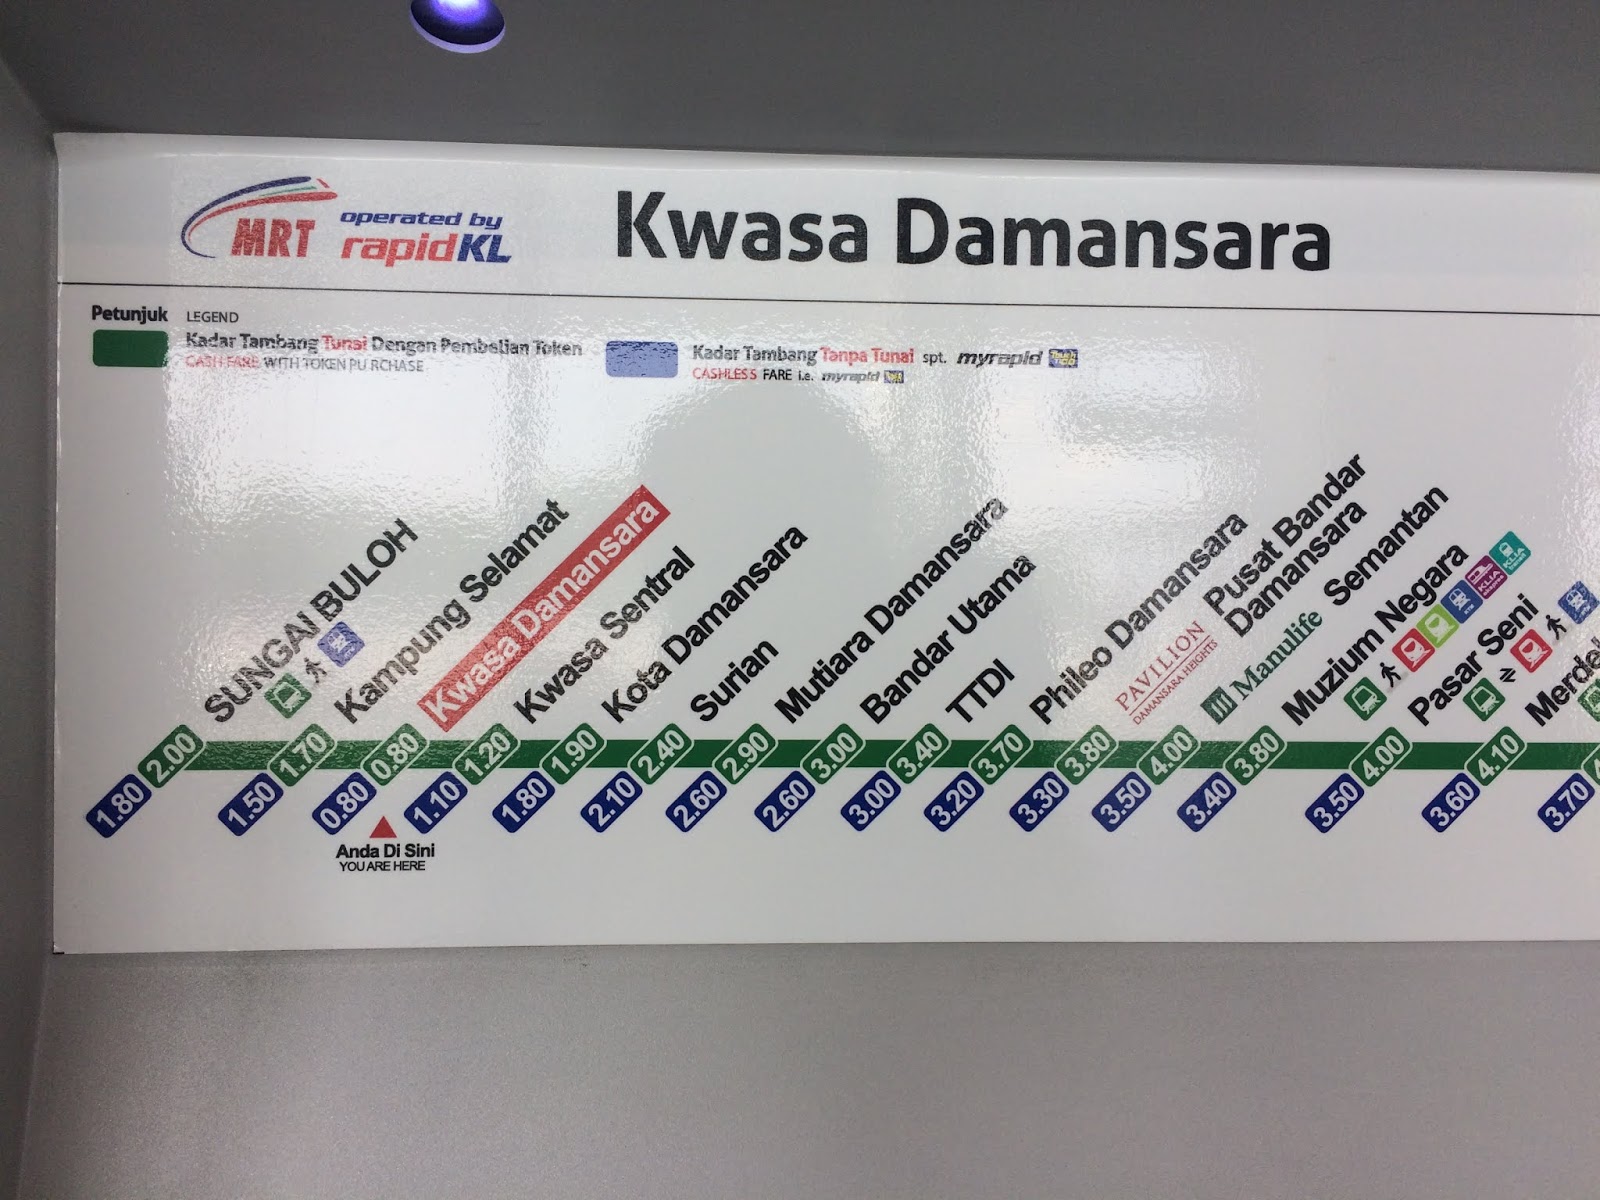 MRT operated by
rapidKL
Kwasa Damansara
Petunjuk LEGEND
Kadar Tambang Tunai Dengan Pembelian Token
CASH FARE WITH TOKEN PURCHASE
Kadar Tambang Tanpa Tunai spt. myrapid
CASHLESS FARE i.e. myrapid
SUNGAI BULOH
Kampung Selamat
Kwasa Damansara
Kwasa Sentral
Kota Damansara
Surian
Mutiara Damansara
Bandar Utama
TTDI
Phileo Damansara
PAVILION
DAMANSARA HEIGHTS
Pusat Bandar
Damansara
Manulife Semantan
Muzium Negara
Pasar Seni
2.00 1.70 0.80 1.20 1.90 2.40 2.90 3.00 3.40 3.70 3.80 4.00 3.80 4.00 4.10
1.80 1.50 0.80 1.10 1.80 2.10 2.60 2.60 3.00 3.20 3.30 3.50 3.40 3.50 3.60 3.70
Anda Di Sini
YOU ARE HERE